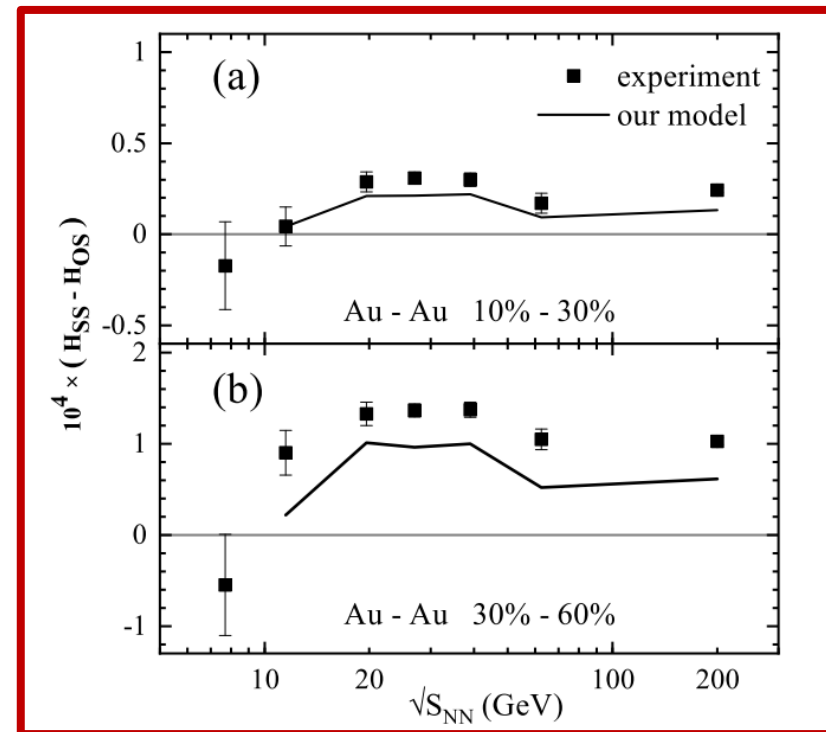 1
(a)
experiment
our model
0.5
0
Au - Au 10% - 30%
-0.5
10⁴ × ( H_SS - H_OS )
2
(b)
1
0
-1
Au - Au 30% - 60%
10 100 200
√S_NN (GeV)